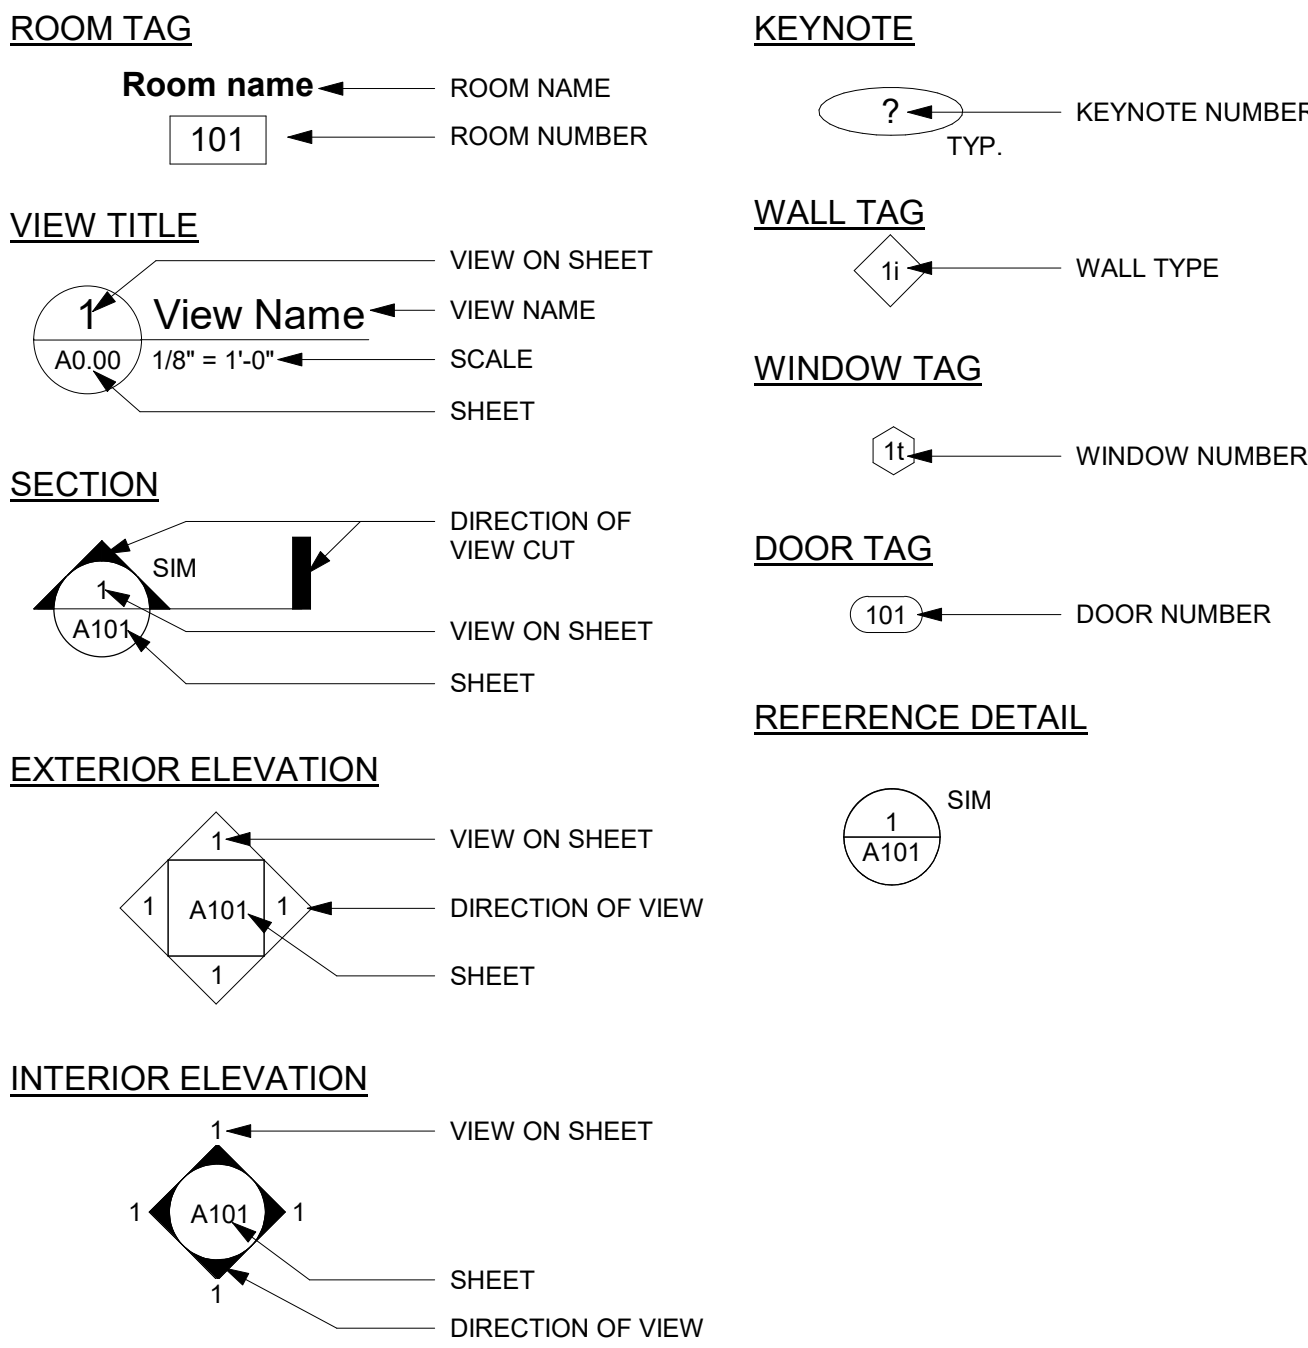 ROOM TAG
Room name
ROOM NAME
101
ROOM NUMBER
VIEW TITLE
VIEW ON SHEET
1
View Name
VIEW NAME
A0.00
1/8" = 1'-0"
SCALE
SHEET
SECTION
DIRECTION OF
VIEW CUT
SIM
1
A101
VIEW ON SHEET
SHEET
EXTERIOR ELEVATION
1
VIEW ON SHEET
1
A101
1
DIRECTION OF VIEW
1
SHEET
INTERIOR ELEVATION
1
VIEW ON SHEET
1
A101
1
SHEET
1
DIRECTION OF VIEW
KEYNOTE
?
KEYNOTE NUMBER
TYP.
WALL TAG
1i
WALL TYPE
WINDOW TAG
1t
WINDOW NUMBER
DOOR TAG
101
DOOR NUMBER
REFERENCE DETAIL
SIM
1
A101